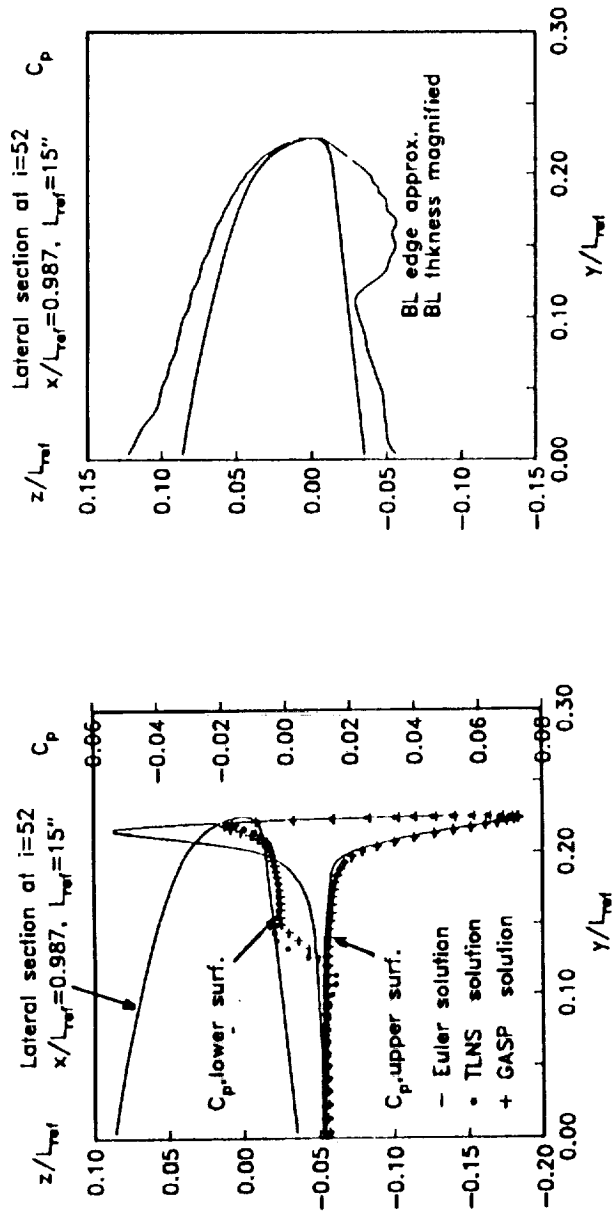 z/L_ref
Lateral section at i=52
x/L_ref=0.987, L_ref=15"
C_p
0.10
0.05
0.00
-0.05
-0.10
-0.15
-0.20
0.06
-0.04
-0.02
0.00
0.02
0.04
0.06
0.08
C_p,lower surf.
C_p,upper surf.
– Euler solution
• TLNS solution
+ GASP solution
0.00
0.10
0.20
0.30
y/L_ref
z/L_ref
Lateral section at i=52
x/L_ref=0.987, L_ref=15"
C_p
0.15
0.10
0.05
0.00
-0.05
-0.10
-0.15
BL edge approx.
BL thkness magnified
0.00
0.10
0.20
0.30
y/L_ref